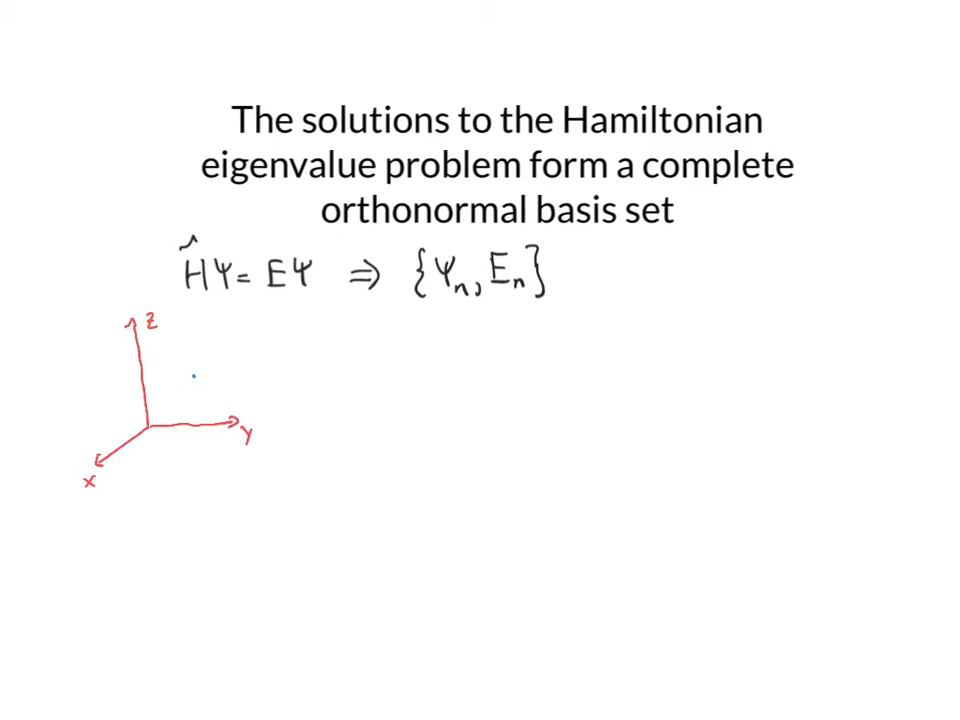 The solutions to the Hamiltonian
eigenvalue problem form a complete
orthonormal basis set
ĤΨ = EΨ ⇒ {Ψₙ, Eₙ}
z
y
x